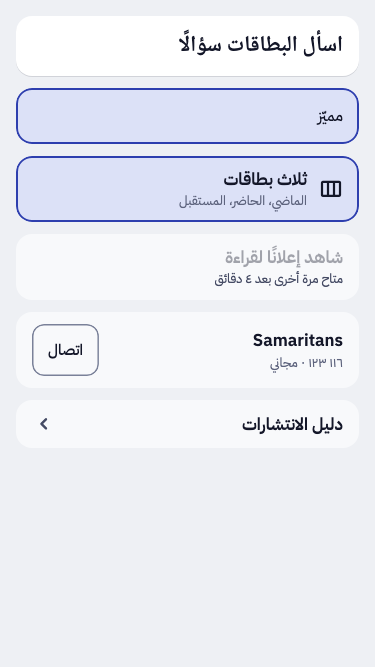 اسأل البطاقات سؤالًا
مميّز
ثلاث بطاقات
الماضي، الحاضر، المستقبل
شاهد إعلانًا لقراءة
متاح مرة أخرى بعد ٤ دقائق
Samaritans
١١٦ ١٢٣ · مجاني
اتصال
دليل الانتشارات